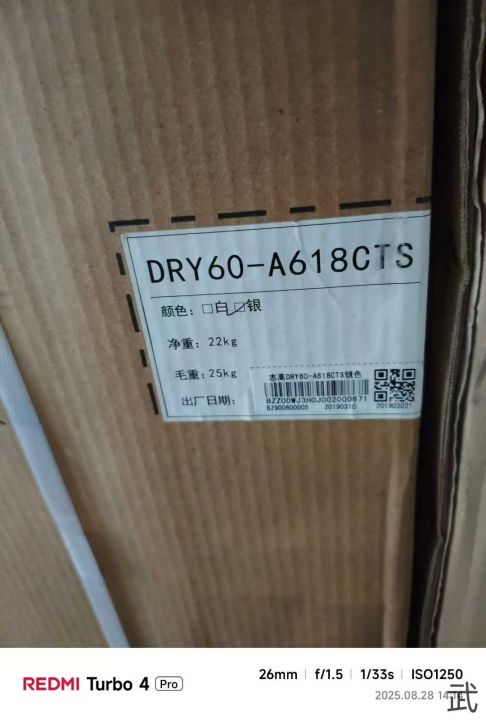 DRY60-A618CTS
颜色：□白☑银
净重：22kg
毛重：25kg
志高DRY60-A618CTS银色
出厂日期：
BZ900600005 20190310 201903021
REDMI Turbo 4 Pro
26mm | f/1.5 | 1/33s | ISO1250
2025.08.28
武